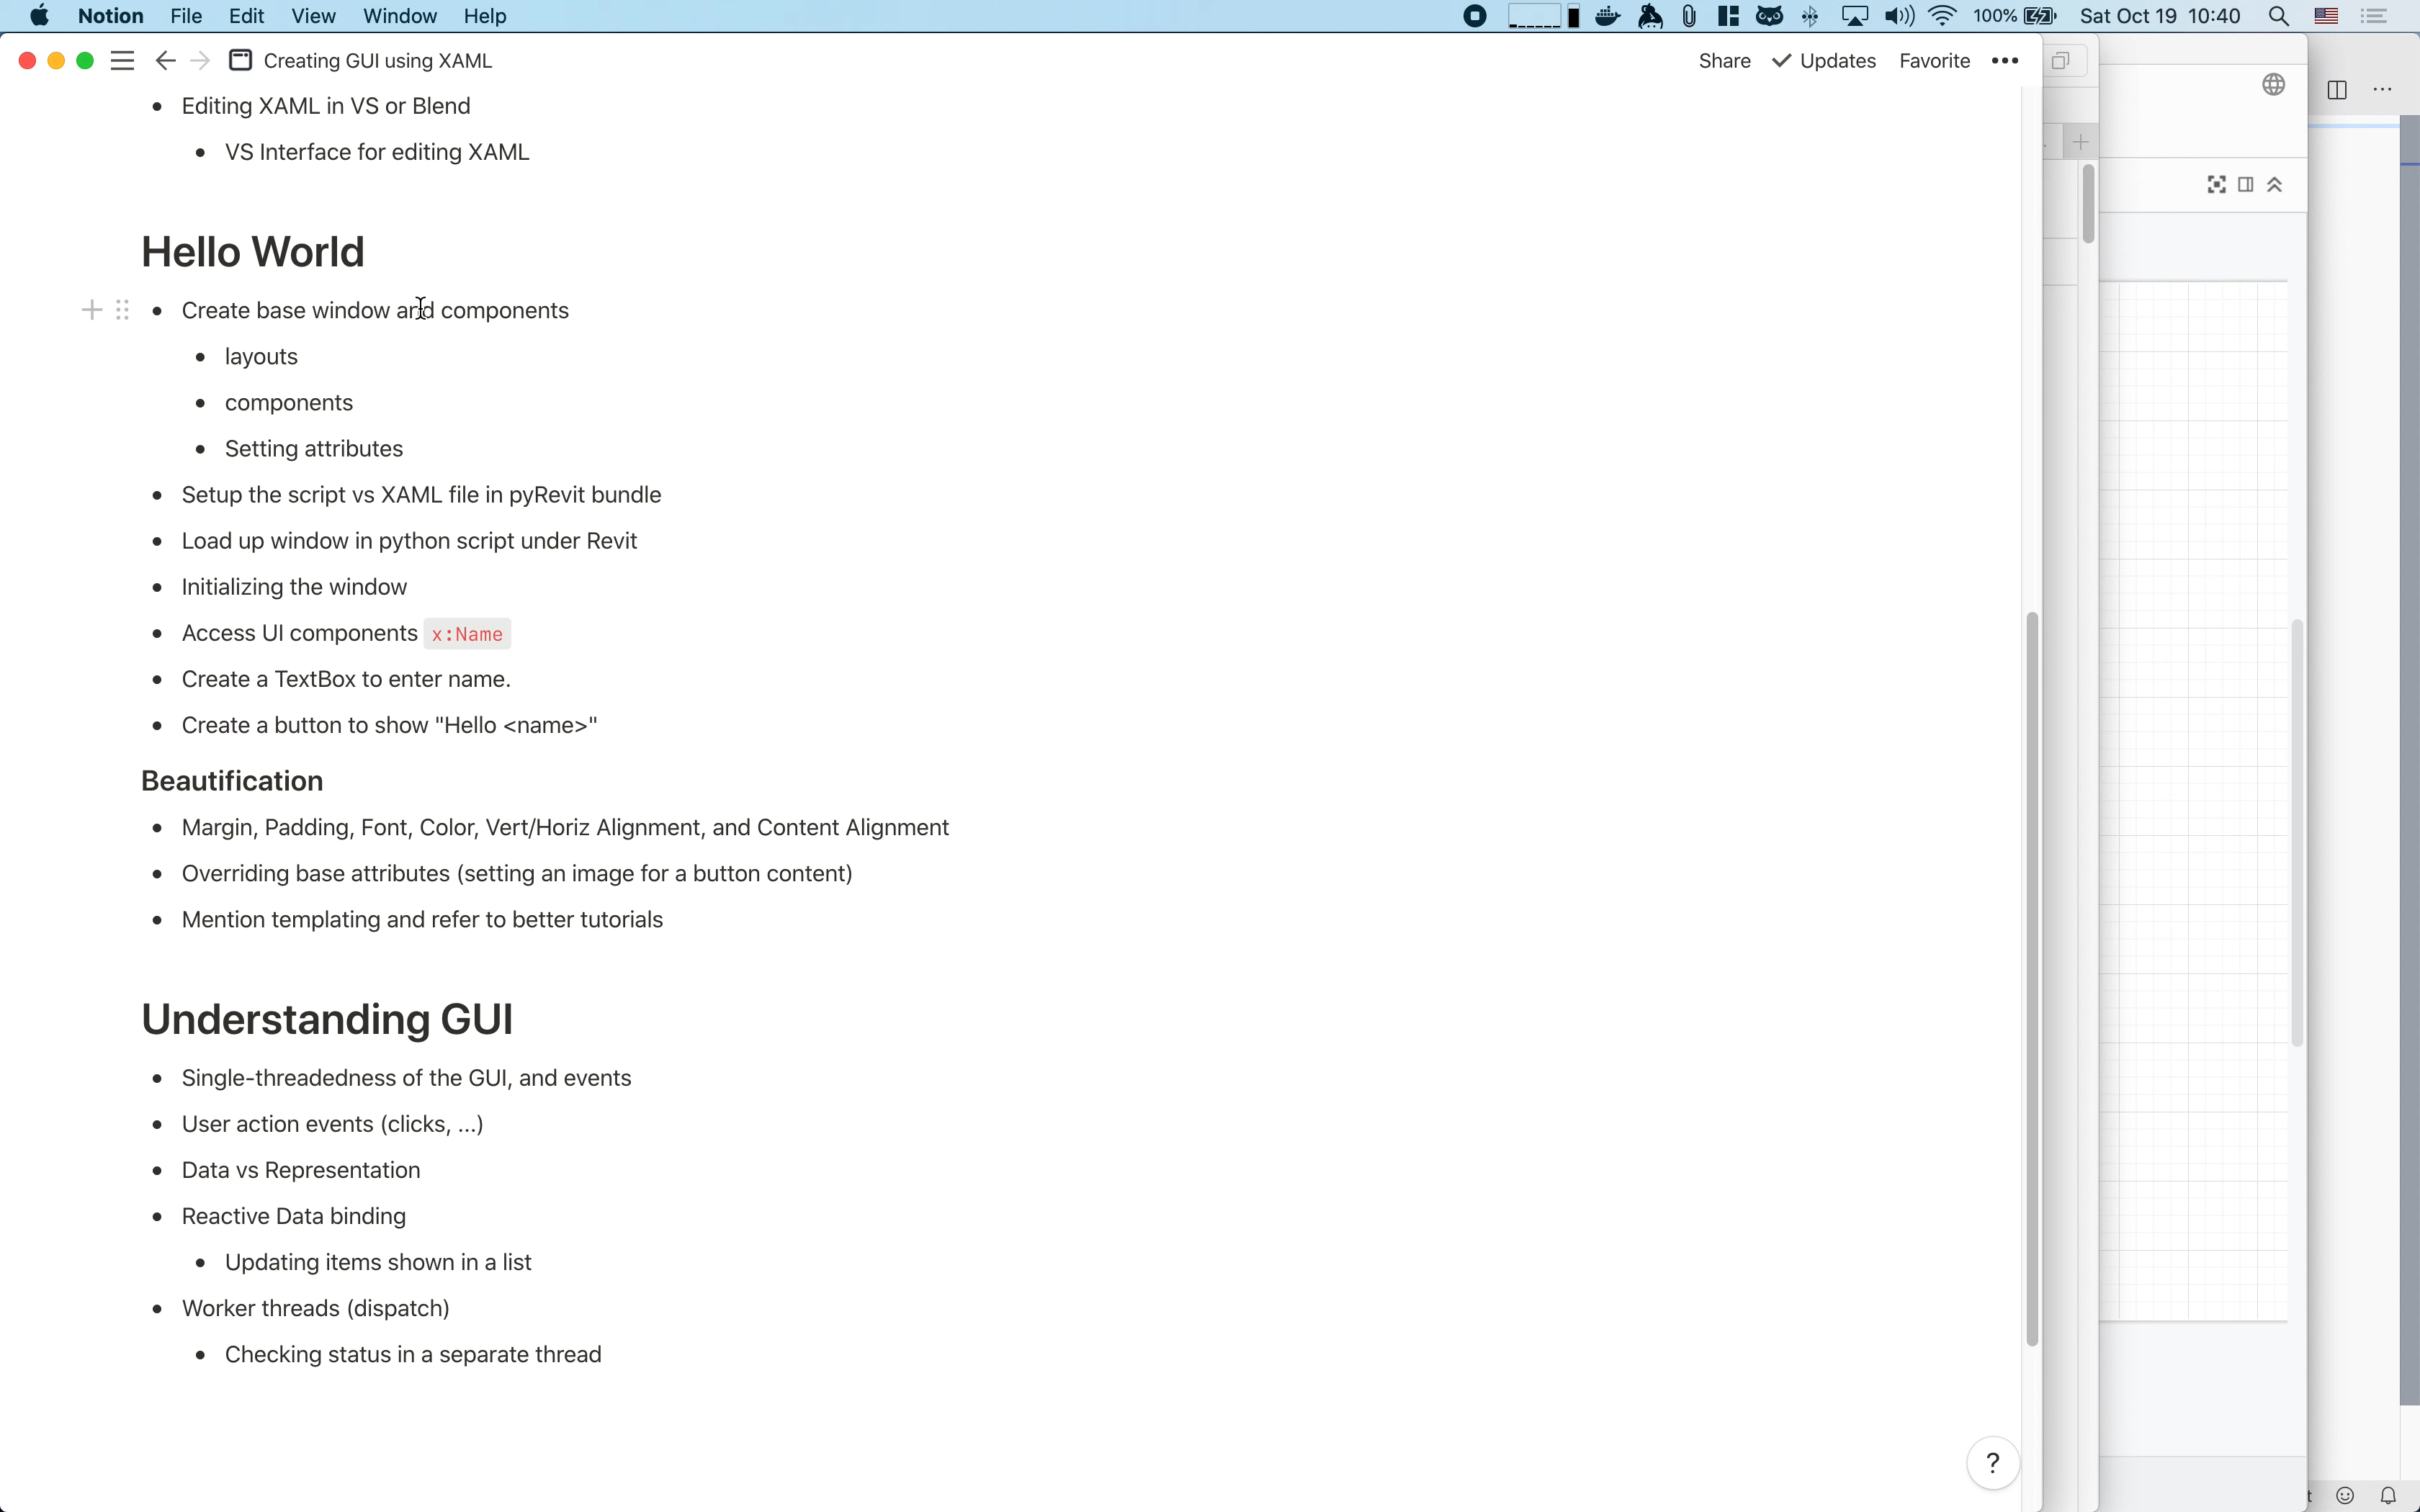 Notion File Edit View Window Help 100% Sat Oct 19 10:40
Creating GUI using XAML Share Updates Favorite
Editing XAML in VS or Blend
VS Interface for editing XAML
Hello World
Create base window and components
layouts
components
Setting attributes
Setup the script vs XAML file in pyRevit bundle
Load up window in python script under Revit
Initializing the window
Access UI components x:Name
Create a TextBox to enter name.
Create a button to show "Hello <name>"
Beautification
Margin, Padding, Font, Color, Vert/Horiz Alignment, and Content Alignment
Overriding base attributes (setting an image for a button content)
Mention templating and refer to better tutorials
Understanding GUI
Single-threadedness of the GUI, and events
User action events (clicks, ...)
Data vs Representation
Reactive Data binding
Updating items shown in a list
Worker threads (dispatch)
Checking status in a separate thread
?